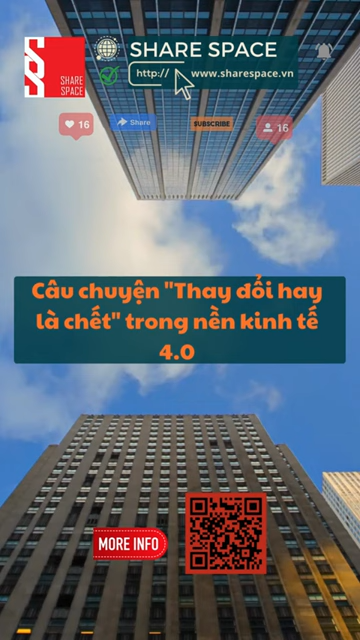 SHARE SPACE
http:// www.sharespace.vn
SHARE
SPACE
16
Share
SUBSCRIBE
16
Câu chuyện "Thay đổi hay
là chết" trong nền kinh tế
4.0
MORE INFO